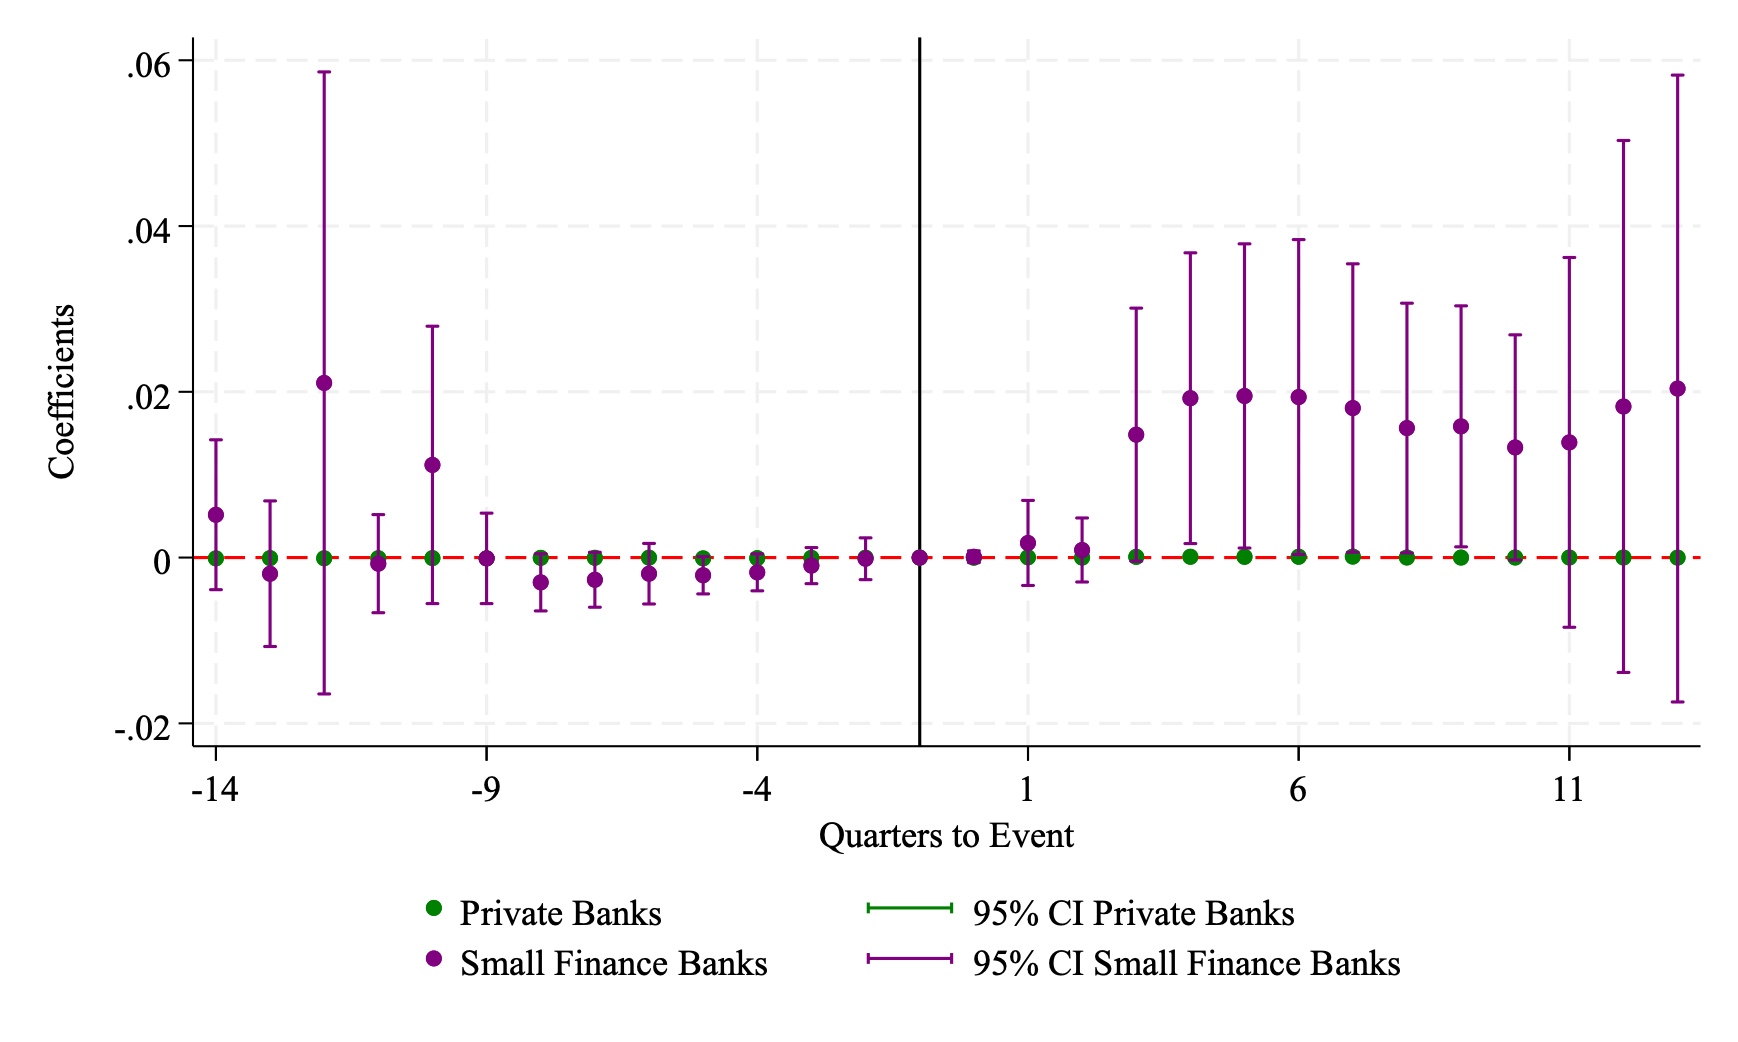 .06
.04
.02
0
-.02
Coefficients
-14 -9 -4 1 6 11
Quarters to Event
Private Banks 95% CI Private Banks
Small Finance Banks 95% CI Small Finance Banks